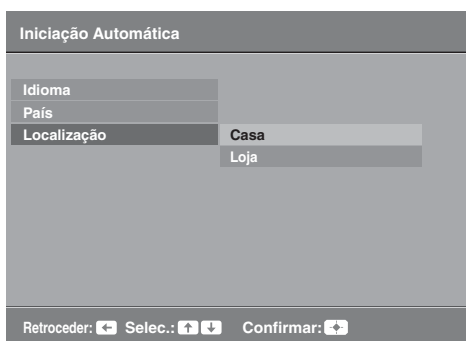 Iniciação Automática
Idioma
País
Localização Casa
Loja
Retroceder: Selec.: Confirmar: